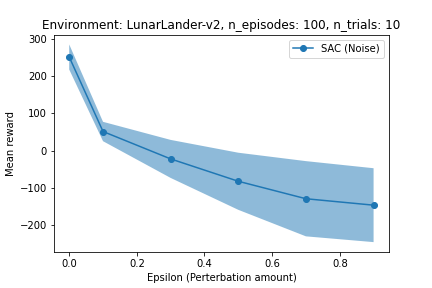 Environment: LunarLander-v2, n_episodes: 100, n_trials: 10
SAC (Noise)
Mean reward
300
200
100
0
−100
−200
0.0 0.2 0.4 0.6 0.8
Epsilon (Perterbation amount)